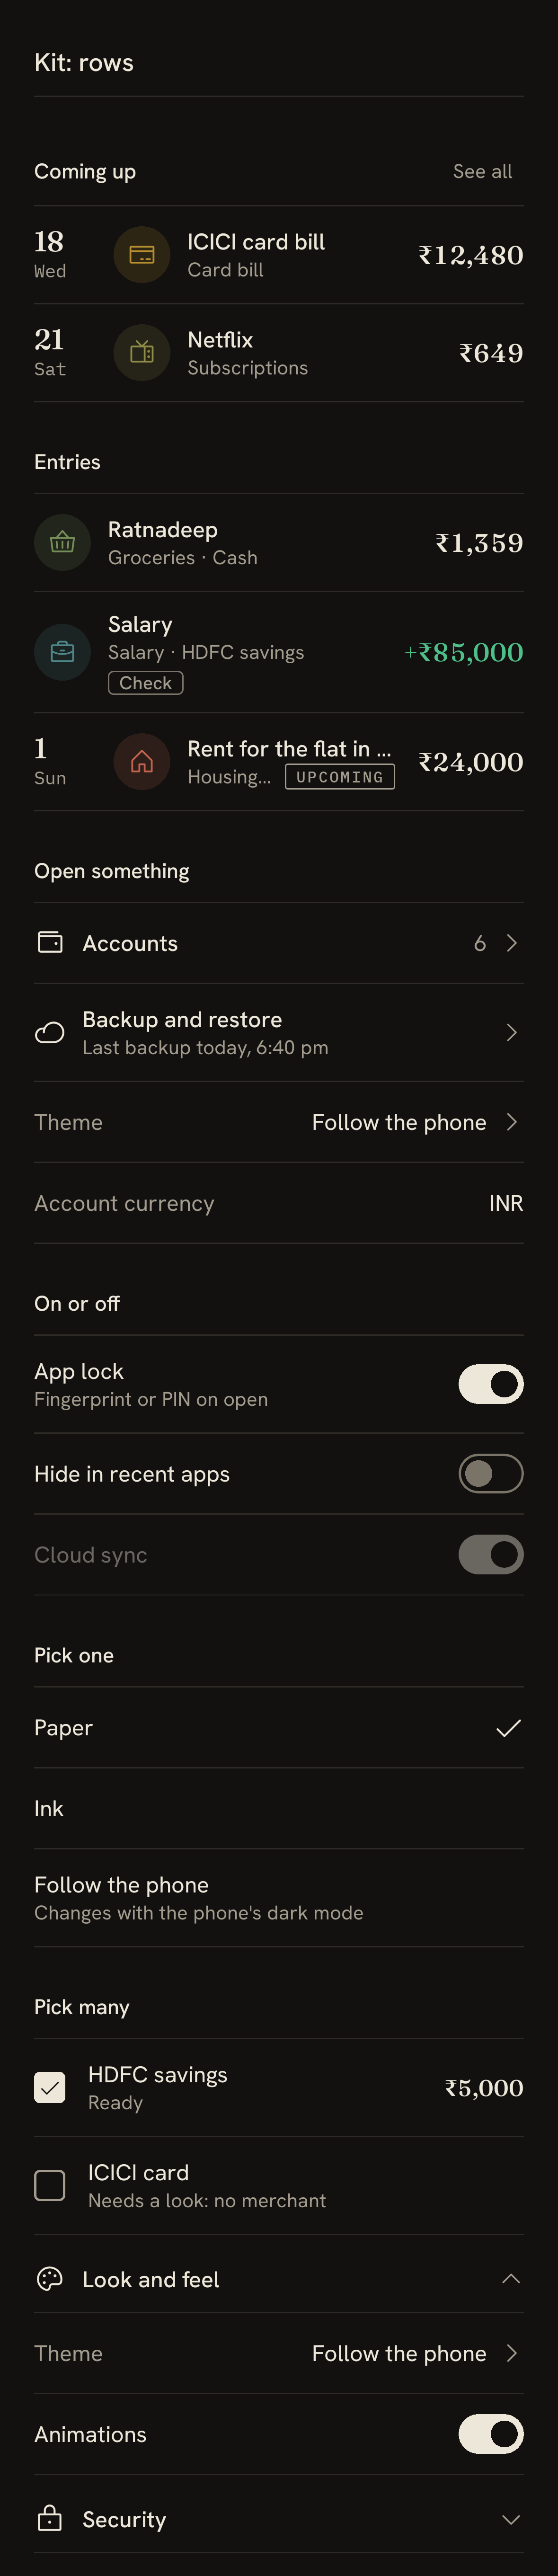 Kit: rows
Coming up
See all
18
Wed
ICICI card bill
Card bill
₹12,480
21
Sat
Netflix
Subscriptions
₹649
Entries
Ratnadeep
Groceries · Cash
₹1,359
Salary
Salary · HDFC savings
Check
+₹85,000
1
Sun
Rent for the flat in ...
Housing...
UPCOMING
₹24,000
Open something
Accounts
6
Backup and restore
Last backup today, 6:40 pm
Theme
Follow the phone
Account currency
INR
On or off
App lock
Fingerprint or PIN on open
Hide in recent apps
Cloud sync
Pick one
Paper
Ink
Follow the phone
Changes with the phone's dark mode
Pick many
HDFC savings
Ready
₹5,000
ICICI card
Needs a look: no merchant
Look and feel
Theme
Follow the phone
Animations
Security